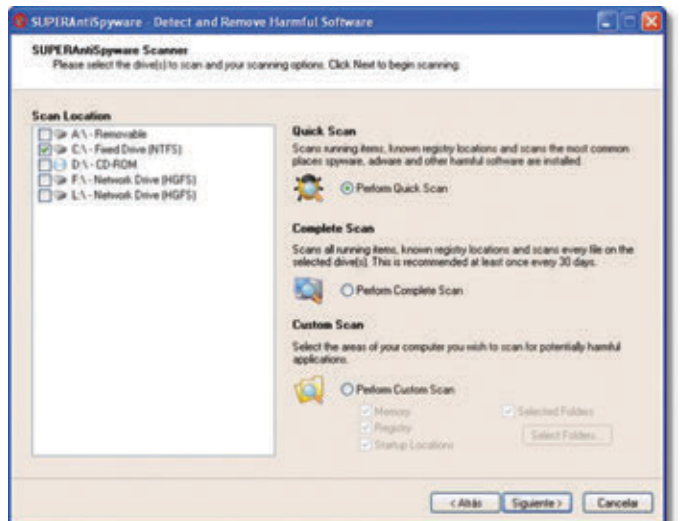 SUPERAntiSpyware - Detect and Remove Harmful Software
SUPERAntiSpyware Scanner
Please select the drive(s) to scan and your scanning options. Click Next to begin scanning.
Scan Location
A:\ - Removable
C:\ - Fixed Drive (NTFS)
D:\ - CD-ROM
F:\ - Network Drive (HGFS)
L:\ - Network Drive (HGFS)
Quick Scan
Scans running items, known registry locations and scans the most common
places spyware, adware and other harmful software are installed.
Perform Quick Scan
Complete Scan
Scans all running items, known registry locations and scans every file on the
selected drive(s). This is recommended at least once every 30 days.
Perform Complete Scan
Custom Scan
Select the areas of your computer you wish to scan for potentially harmful
applications.
Perform Custom Scan
Memory
Selected Folders
Registry
Select Folders...
Startup Locations
< Atrás
Siguiente >
Cancelar